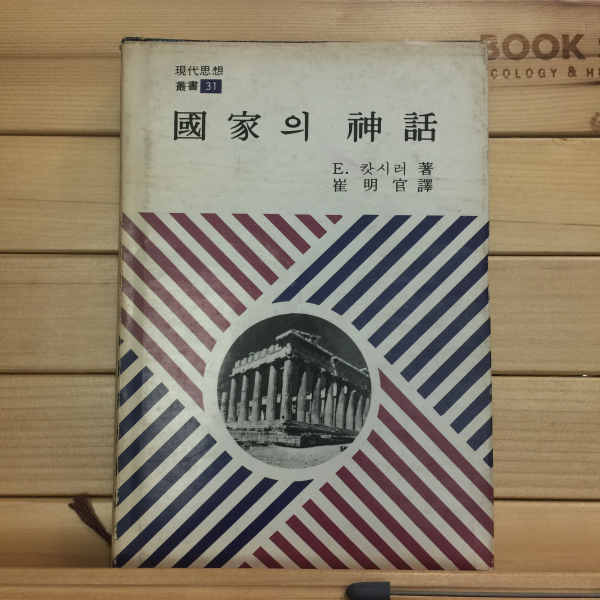 現代思想
叢書 31
國家의 神話
E. 캇시러 著
崔明官譯
BOOK
COLOGY & H